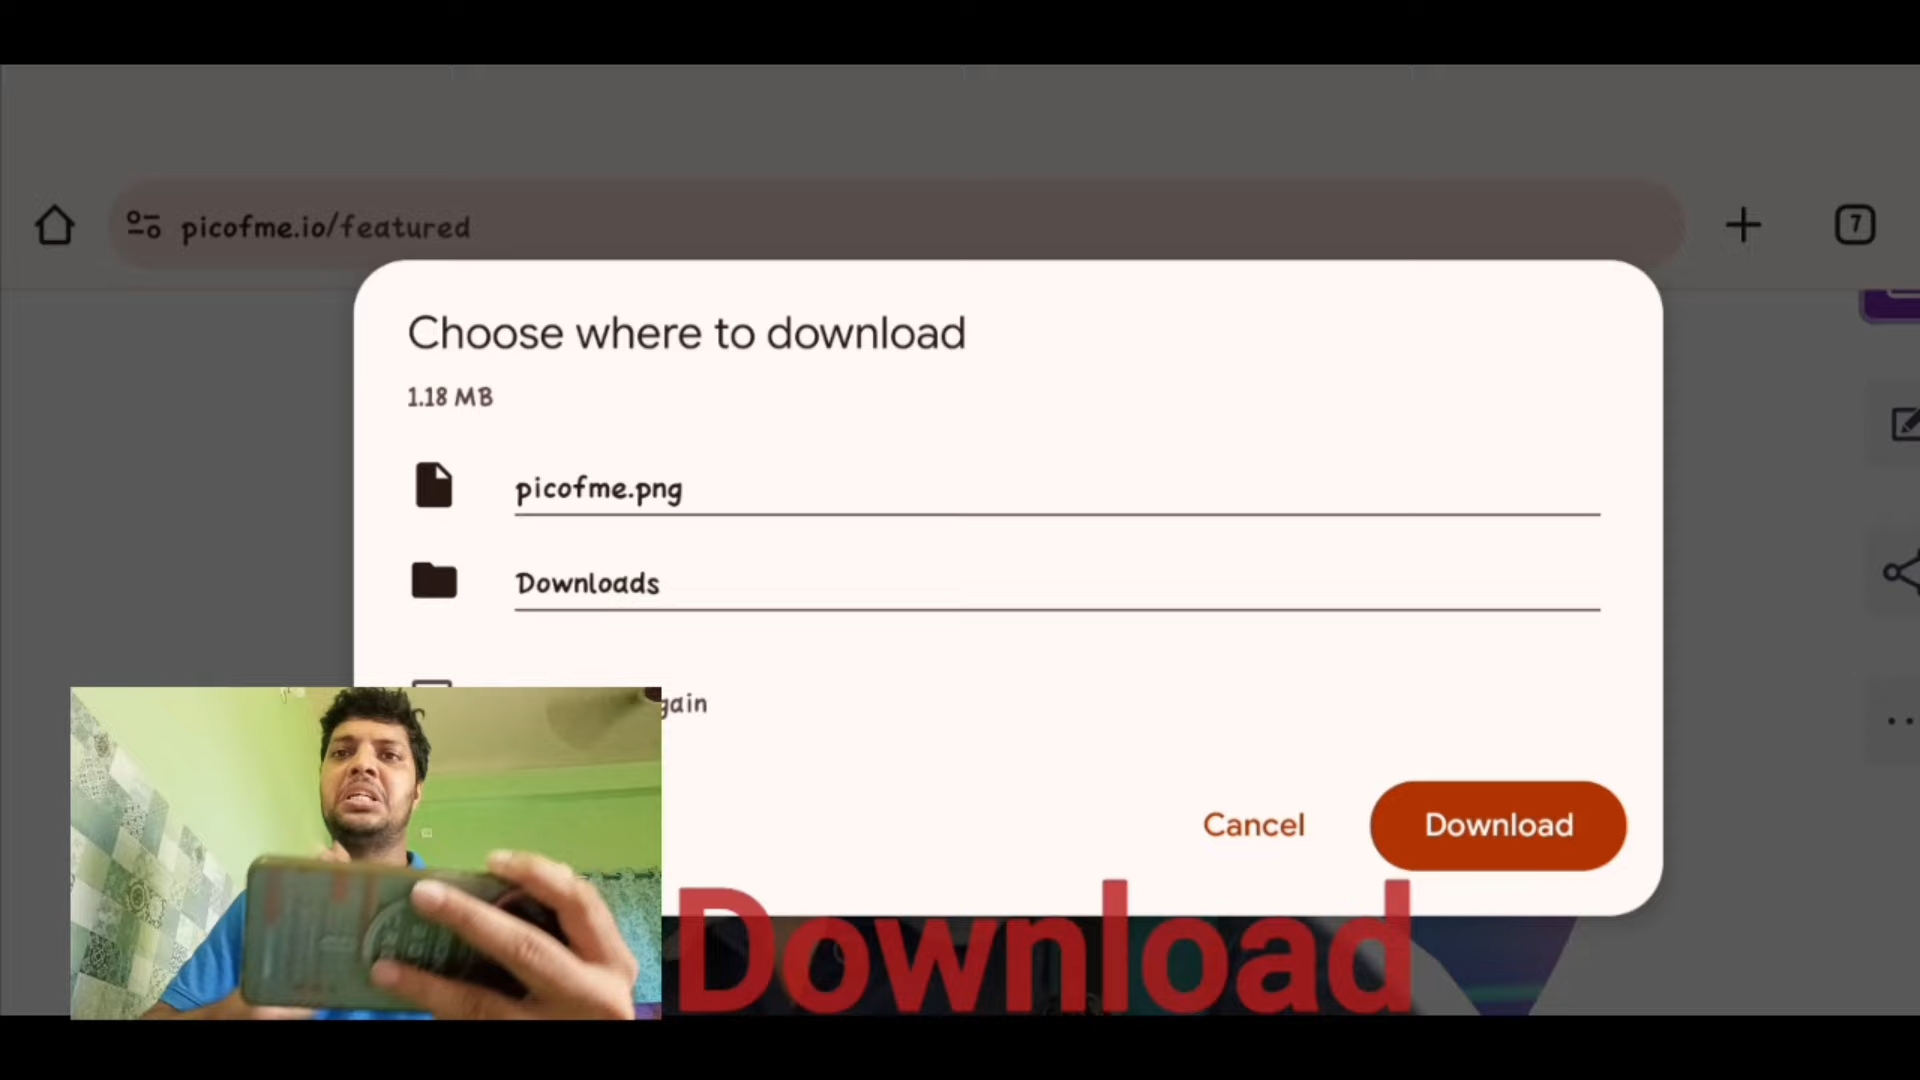 picofme.io/featured
7
Choose where to download
1.18 MB
picofme.png
Downloads
gain
Cancel
Download
Download